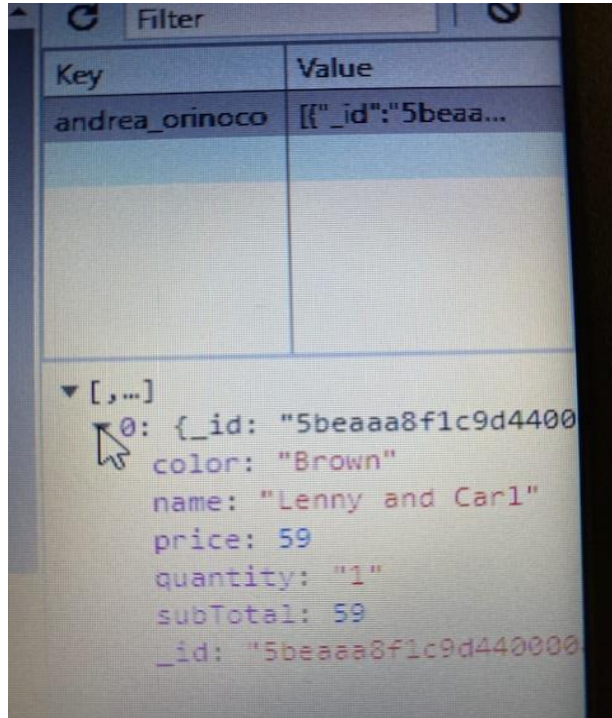 Filter
Key Value
andrea_orinoco [{"_id":"5beaa...
[,…]
0: {_id: "5beaaa8f1c9d4400
color: "Brown"
name: "Lenny and Carl"
price: 59
quantity: "1"
subTotal: 59
_id: "5beaaa8f1c9d440000